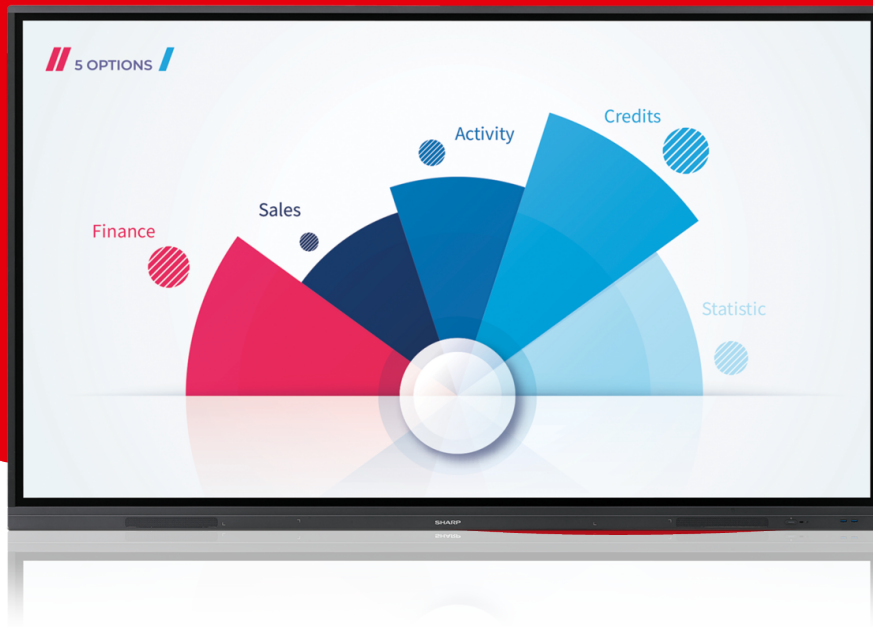 5 OPTIONS
Credits
Activity
Sales
Finance
Statistic
SHARP